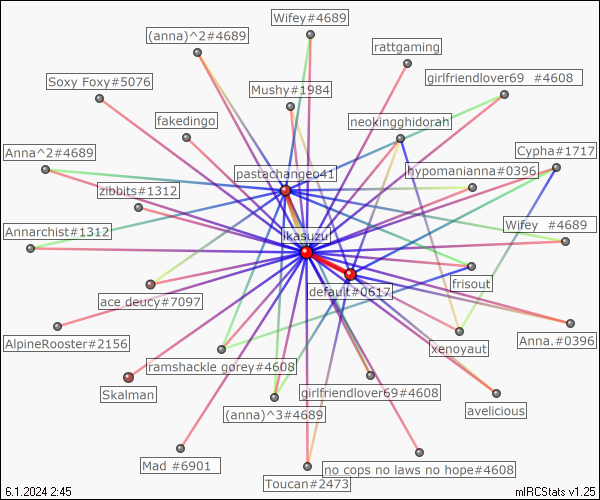 Wifey#4689
(anna)^2#4689
rattgaming
Soxy Foxy#5076
Mushy#1984
girlfriendlover69 #4608
fakedingo
neokingghidorah
Anna^2#4689
Cypha#1717
pastachangeo41
hypomanianna#0396
zibbits#1312
Annarchist#1312
ikasuzu
Wifey #4689
ace deucy#7097
default#0617
frisout
AlpineRooster#2156
ramshackle gorey#4608
xenoyaut
Anna.#0396
Skalman
girlfriendlover69#4608
(anna)^3#4689
avelicious
Mad #6901
Toucan#2473
no cops no laws no hope#4608
6.1.2024 2:45
mIRCStats v1.25